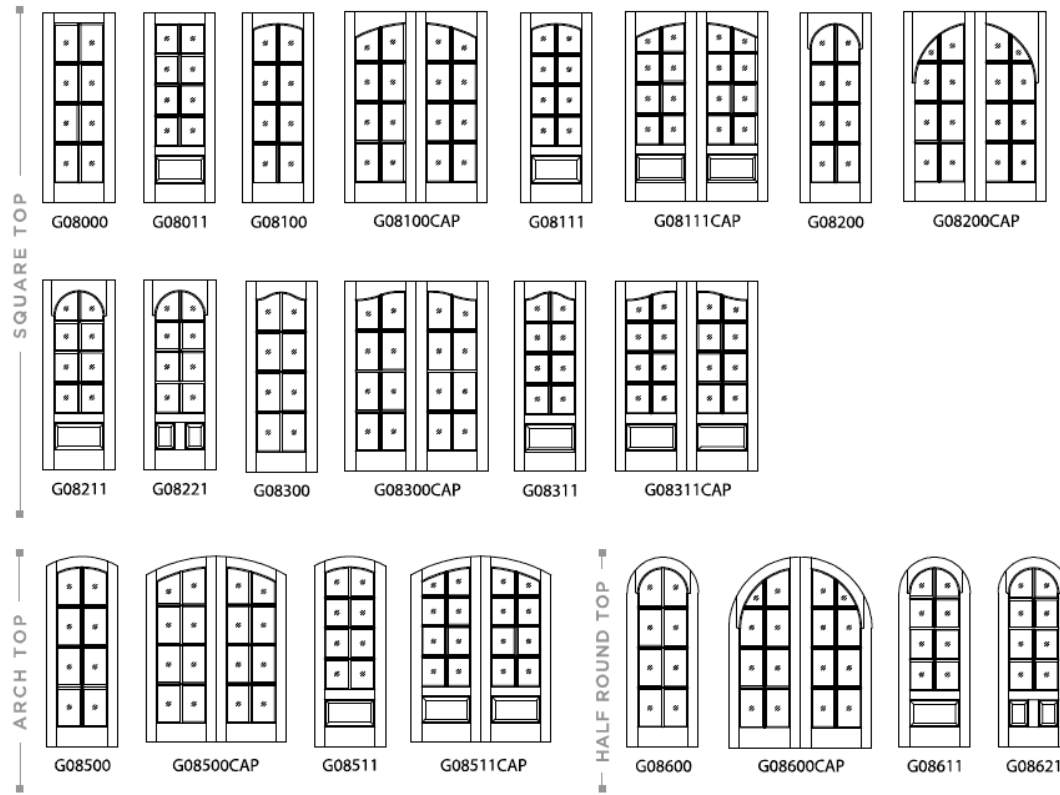 SQUARE TOP
G08000 G08011 G08100 G08100CAP G08111 G08111CAP G08200 G08200CAP
G08211 G08221 G08300 G08300CAP G08311 G08311CAP
ARCH TOP
G08500 G08500CAP G08511 G08511CAP
HALF ROUND TOP
G08600 G08600CAP G08611 G08621